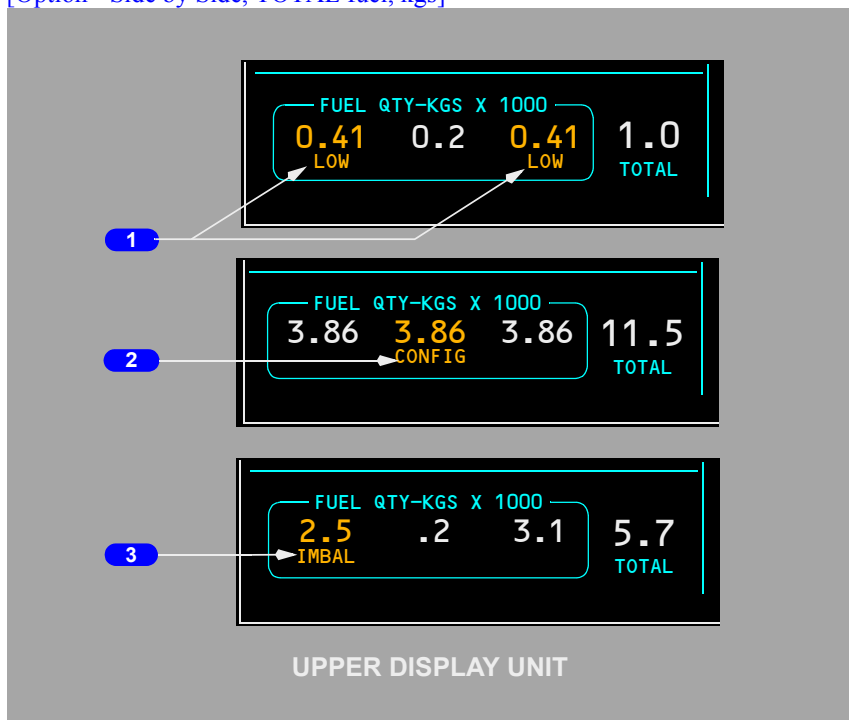 [Option - Side by Side, TOTAL fuel, kgs]
FUEL QTY-KGS X 1000
0.41 0.2 0.41 1.0
LOW LOW TOTAL
1
FUEL QTY-KGS X 1000
3.86 3.86 3.86 11.5
CONFIG TOTAL
2
FUEL QTY-KGS X 1000
2.5 .2 3.1 5.7
IMBAL TOTAL
3
UPPER DISPLAY UNIT